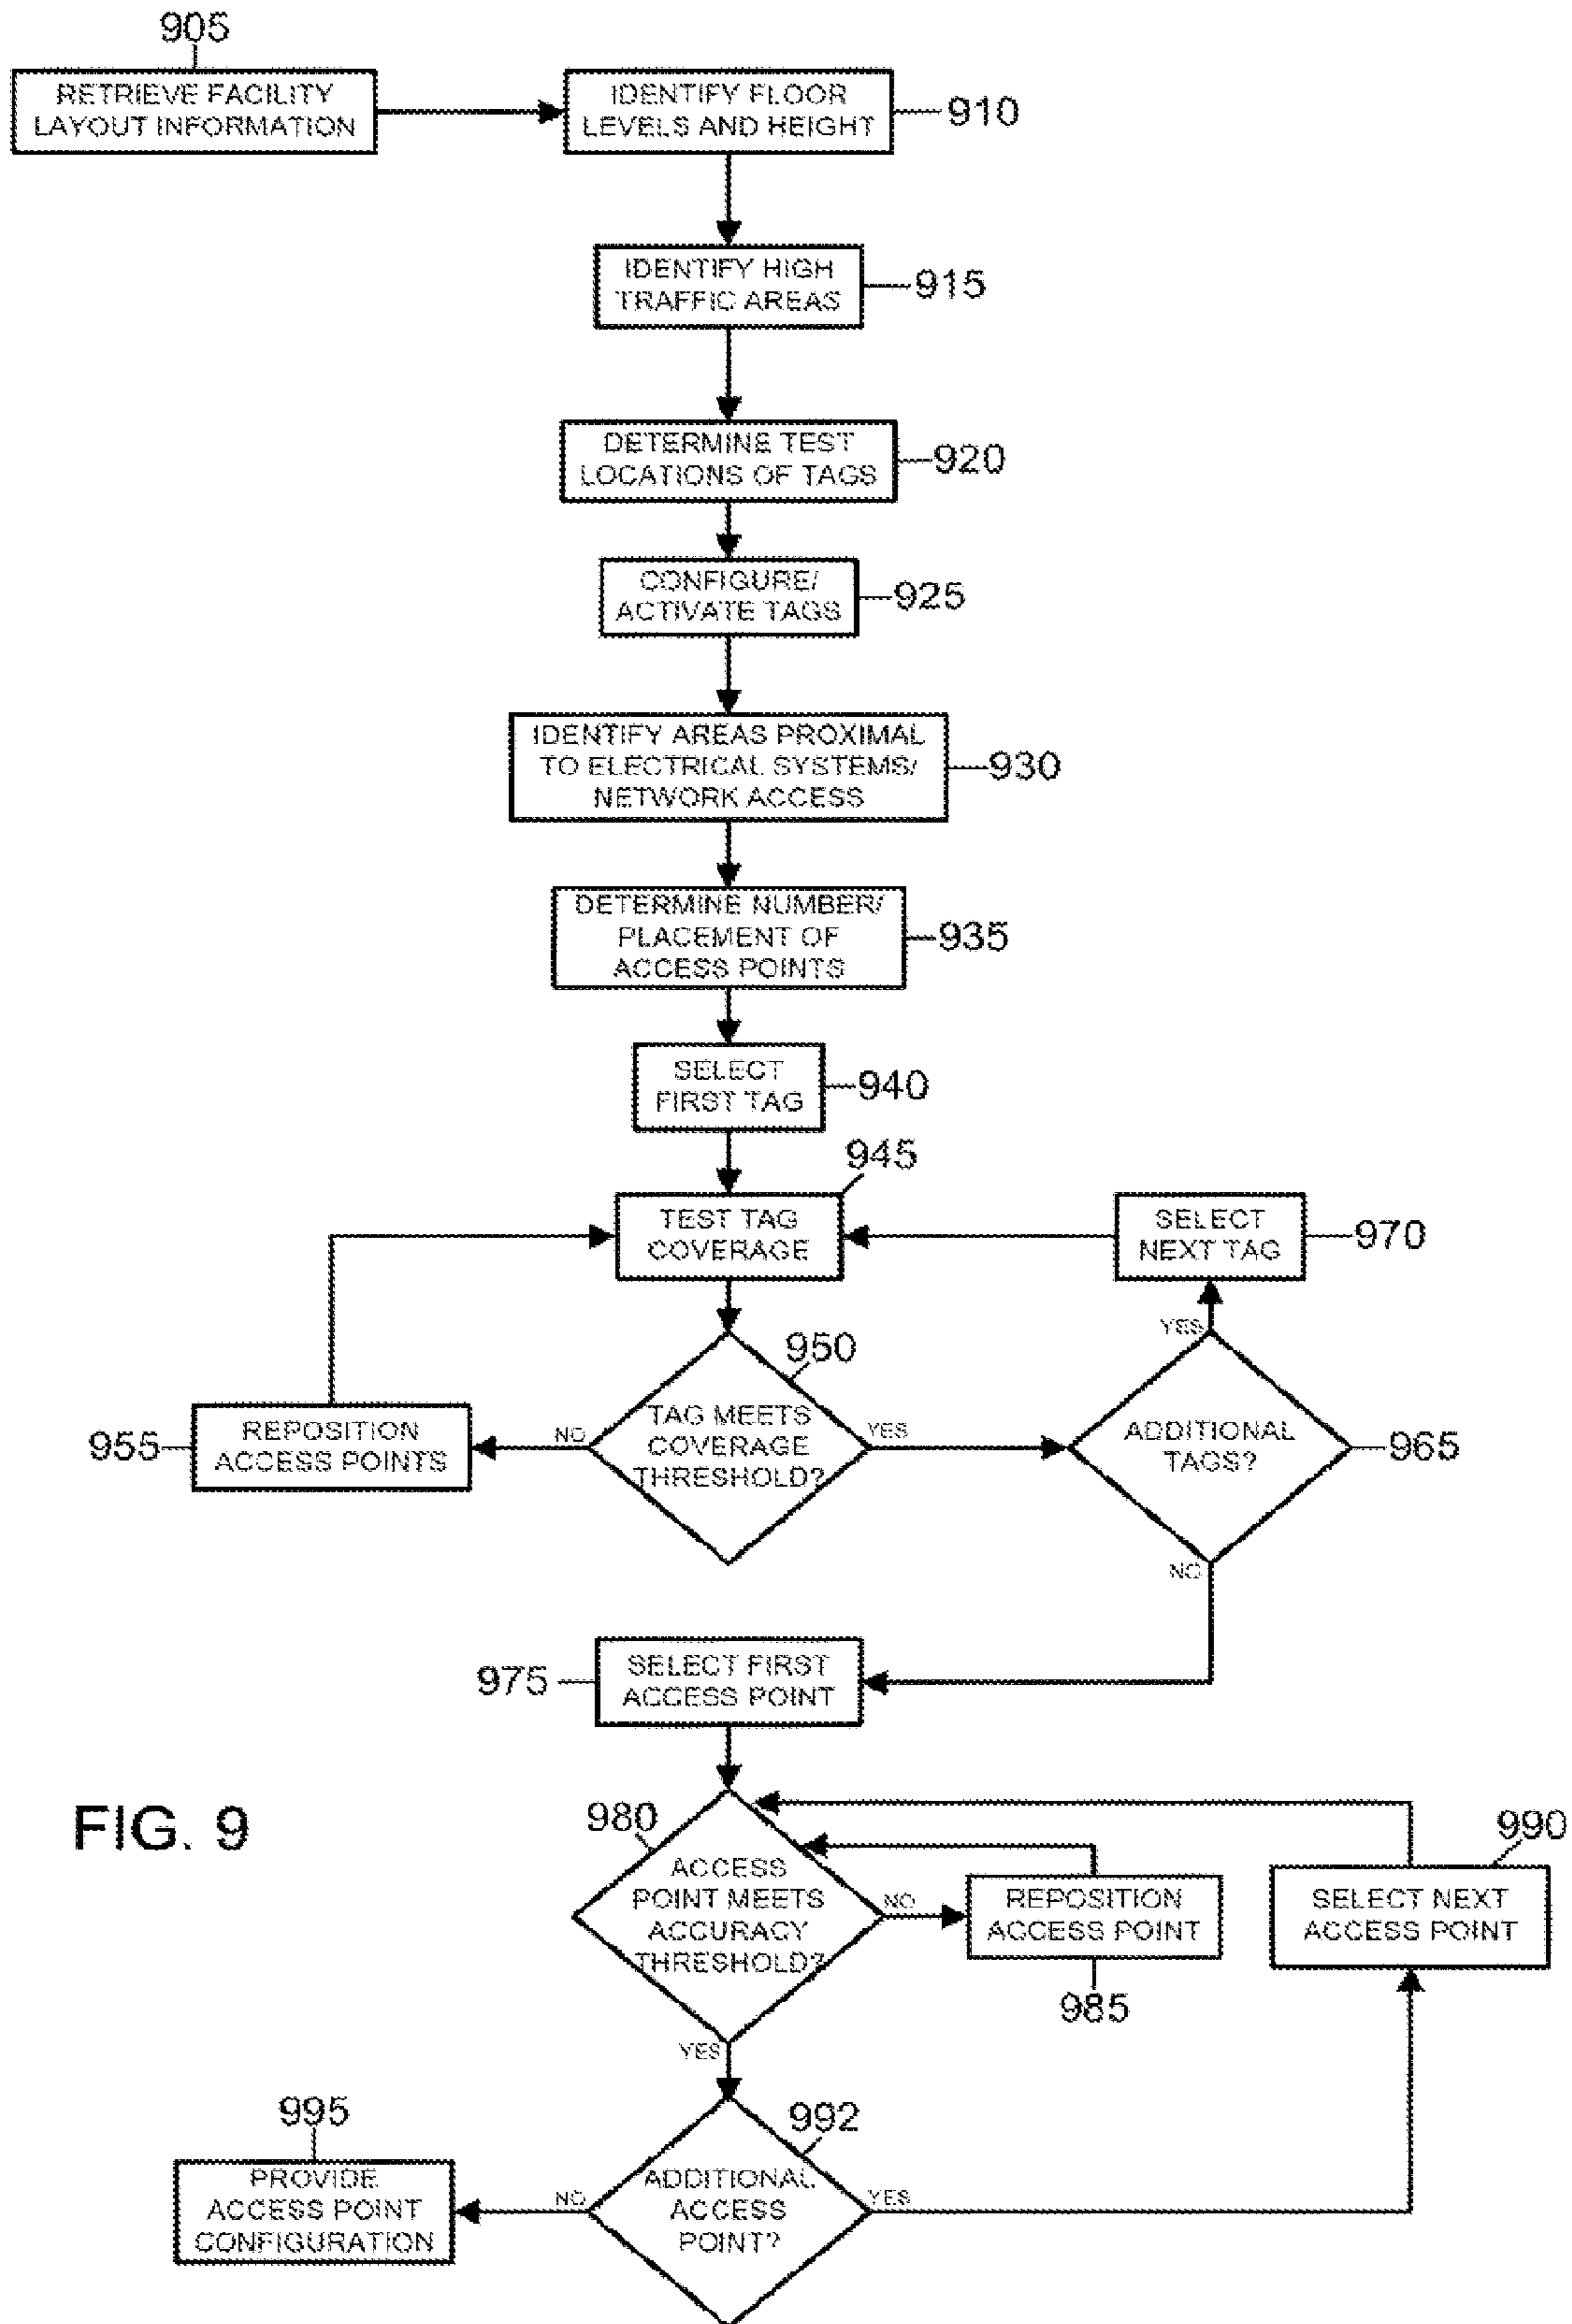 905
RETRIEVE FACILITY
LAYOUT INFORMATION
IDENTIFY FLOOR
LEVELS AND HEIGHT
910
IDENTIFY HIGH
TRAFFIC AREAS
915
DETERMINE TEST
LOCATIONS OF TAGS
920
CONFIGURE/
ACTIVATE TAGS
925
IDENTIFY AREAS PROXIMAL
TO ELECTRICAL SYSTEMS/
NETWORK ACCESS
930
DETERMINE NUMBER/
PLACEMENT OF
ACCESS POINTS
935
SELECT
FIRST TAG
940
945
TEST TAG
COVERAGE
SELECT
NEXT TAG
970
YES
950
955
REPOSITION
ACCESS POINTS
NO
TAG MEETS
COVERAGE
THRESHOLD?
YES
ADDITIONAL
TAGS?
965
NO
975
SELECT FIRST
ACCESS POINT
FIG. 9
980
ACCESS
POINT MEETS
ACCURACY
THRESHOLD?
NO
REPOSITION
ACCESS POINT
985
990
SELECT NEXT
ACCESS POINT
YES
995
PROVIDE
ACCESS POINT
CONFIGURATION
NO
992
ADDITIONAL
ACCESS
POINT?
YES